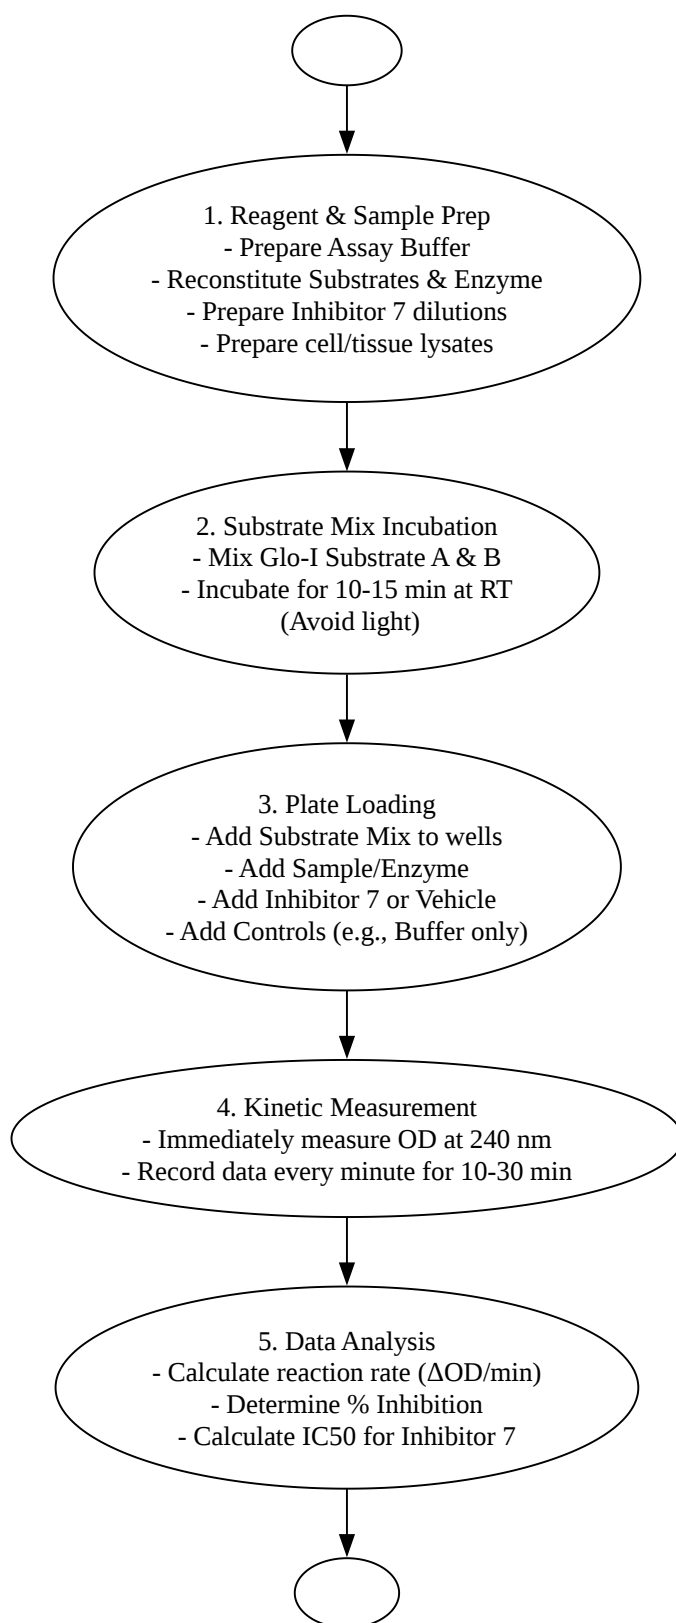 1. Reagent & Sample Prep
- Prepare Assay Buffer
- Reconstitute Substrates & Enzyme
- Prepare Inhibitor 7 dilutions
- Prepare cell/tissue lysates
2. Substrate Mix Incubation
- Mix Glo-I Substrate A & B
- Incubate for 10-15 min at RT
(Avoid light)
3. Plate Loading
- Add Substrate Mix to wells
- Add Sample/Enzyme
- Add Inhibitor 7 or Vehicle
- Add Controls (e.g., Buffer only)
4. Kinetic Measurement
- Immediately measure OD at 240 nm
- Record data every minute for 10-30 min
5. Data Analysis
- Calculate reaction rate (ΔOD/min)
- Determine % Inhibition
- Calculate IC50 for Inhibitor 7